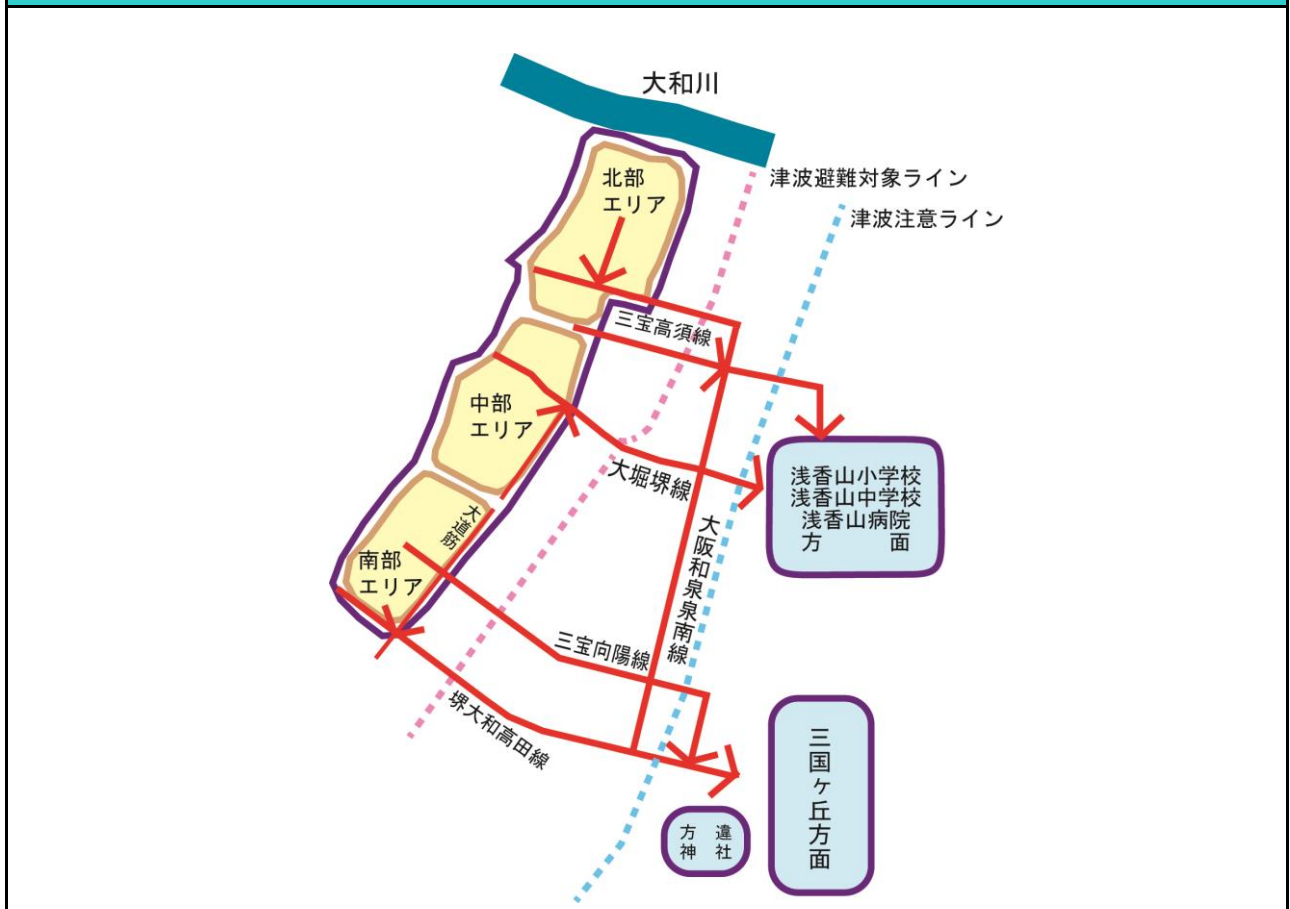 大和川
津波避難対象ライン
津波注意ライン
北部
エリア
三宝高須線
中部
エリア
大堀堺線
浅香山小学校
浅香山中学校
浅香山病院
方　　面
大道筋
大阪和泉泉南線
南部
エリア
三宝向陽線
堺大和高田線
三国ヶ丘方面
方　違
神　社